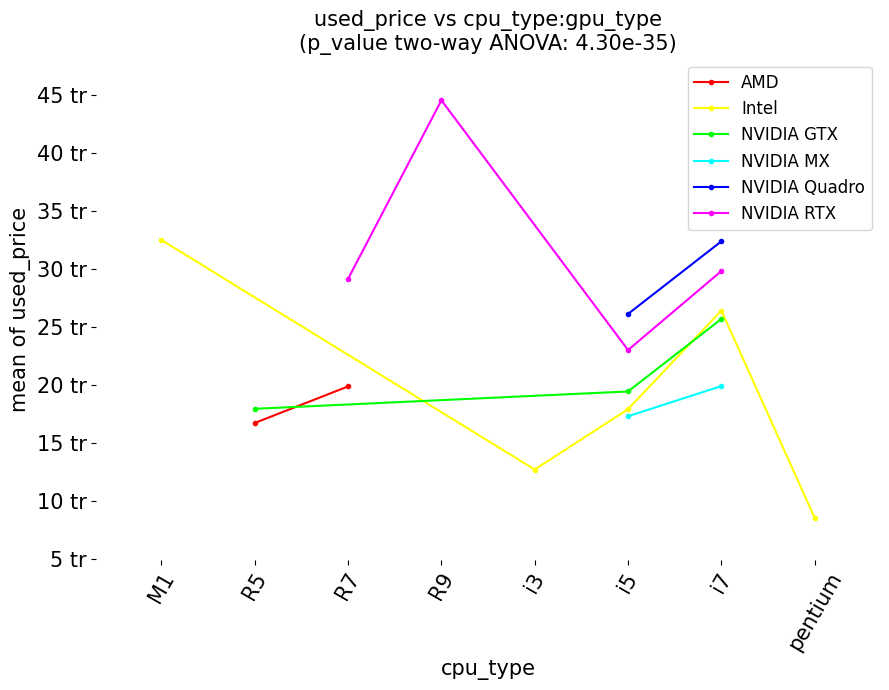 used_price vs cpu_type:gpu_type
(p_value two-way ANOVA: 4.30e-35)
AMD
Intel
NVIDIA GTX
NVIDIA MX
NVIDIA Quadro
NVIDIA RTX
mean of used_price
45 tr
40 tr
35 tr
30 tr
25 tr
20 tr
15 tr
10 tr
5 tr
M1
R5
R7
R9
i3
i5
i7
pentium
cpu_type